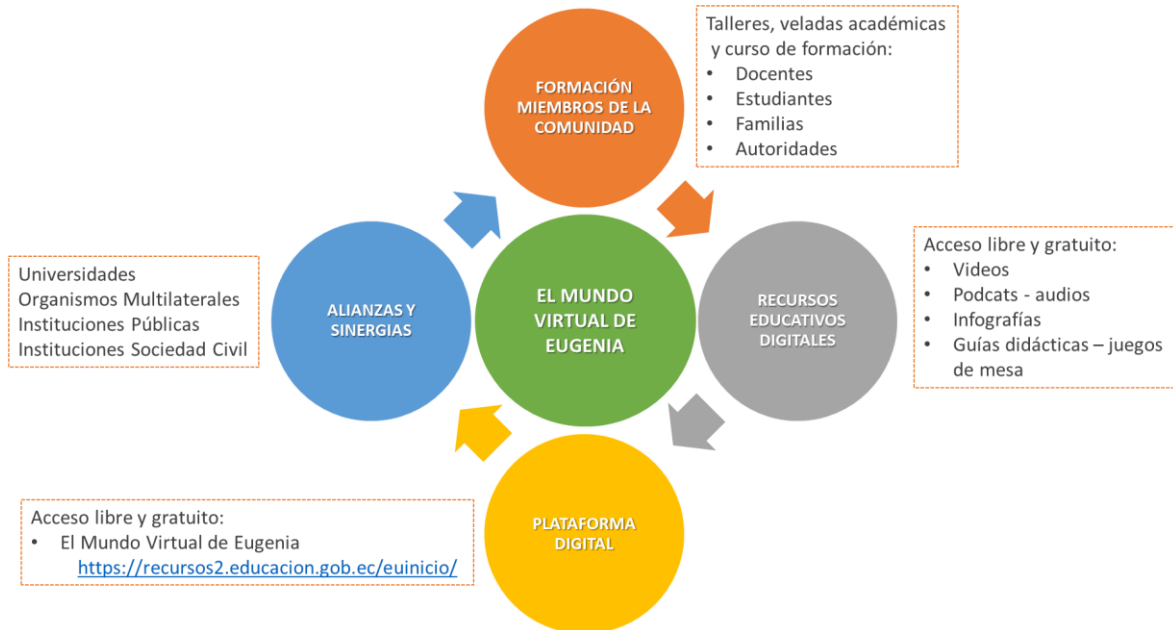 Talleres, veladas académicas
y curso de formación:
• Docentes
• Estudiantes
• Familias
• Autoridades
FORMACIÓN
MIEMBROS DE LA
COMUNIDAD
Universidades
Organismos Multilaterales
Instituciones Públicas
Instituciones Sociedad Civil
ALIANZAS Y
SINERGIAS
EL MUNDO
VIRTUAL DE
EUGENIA
RECURSOS
EDUCATIVOS
DIGITALES
Acceso libre y gratuito:
• Videos
• Podcats - audios
• Infografías
• Guías didácticas – juegos
de mesa
Acceso libre y gratuito:
• El Mundo Virtual de Eugenia
https://recursos2.educacion.gob.ec/euinicio/
PLATAFORMA
DIGITAL